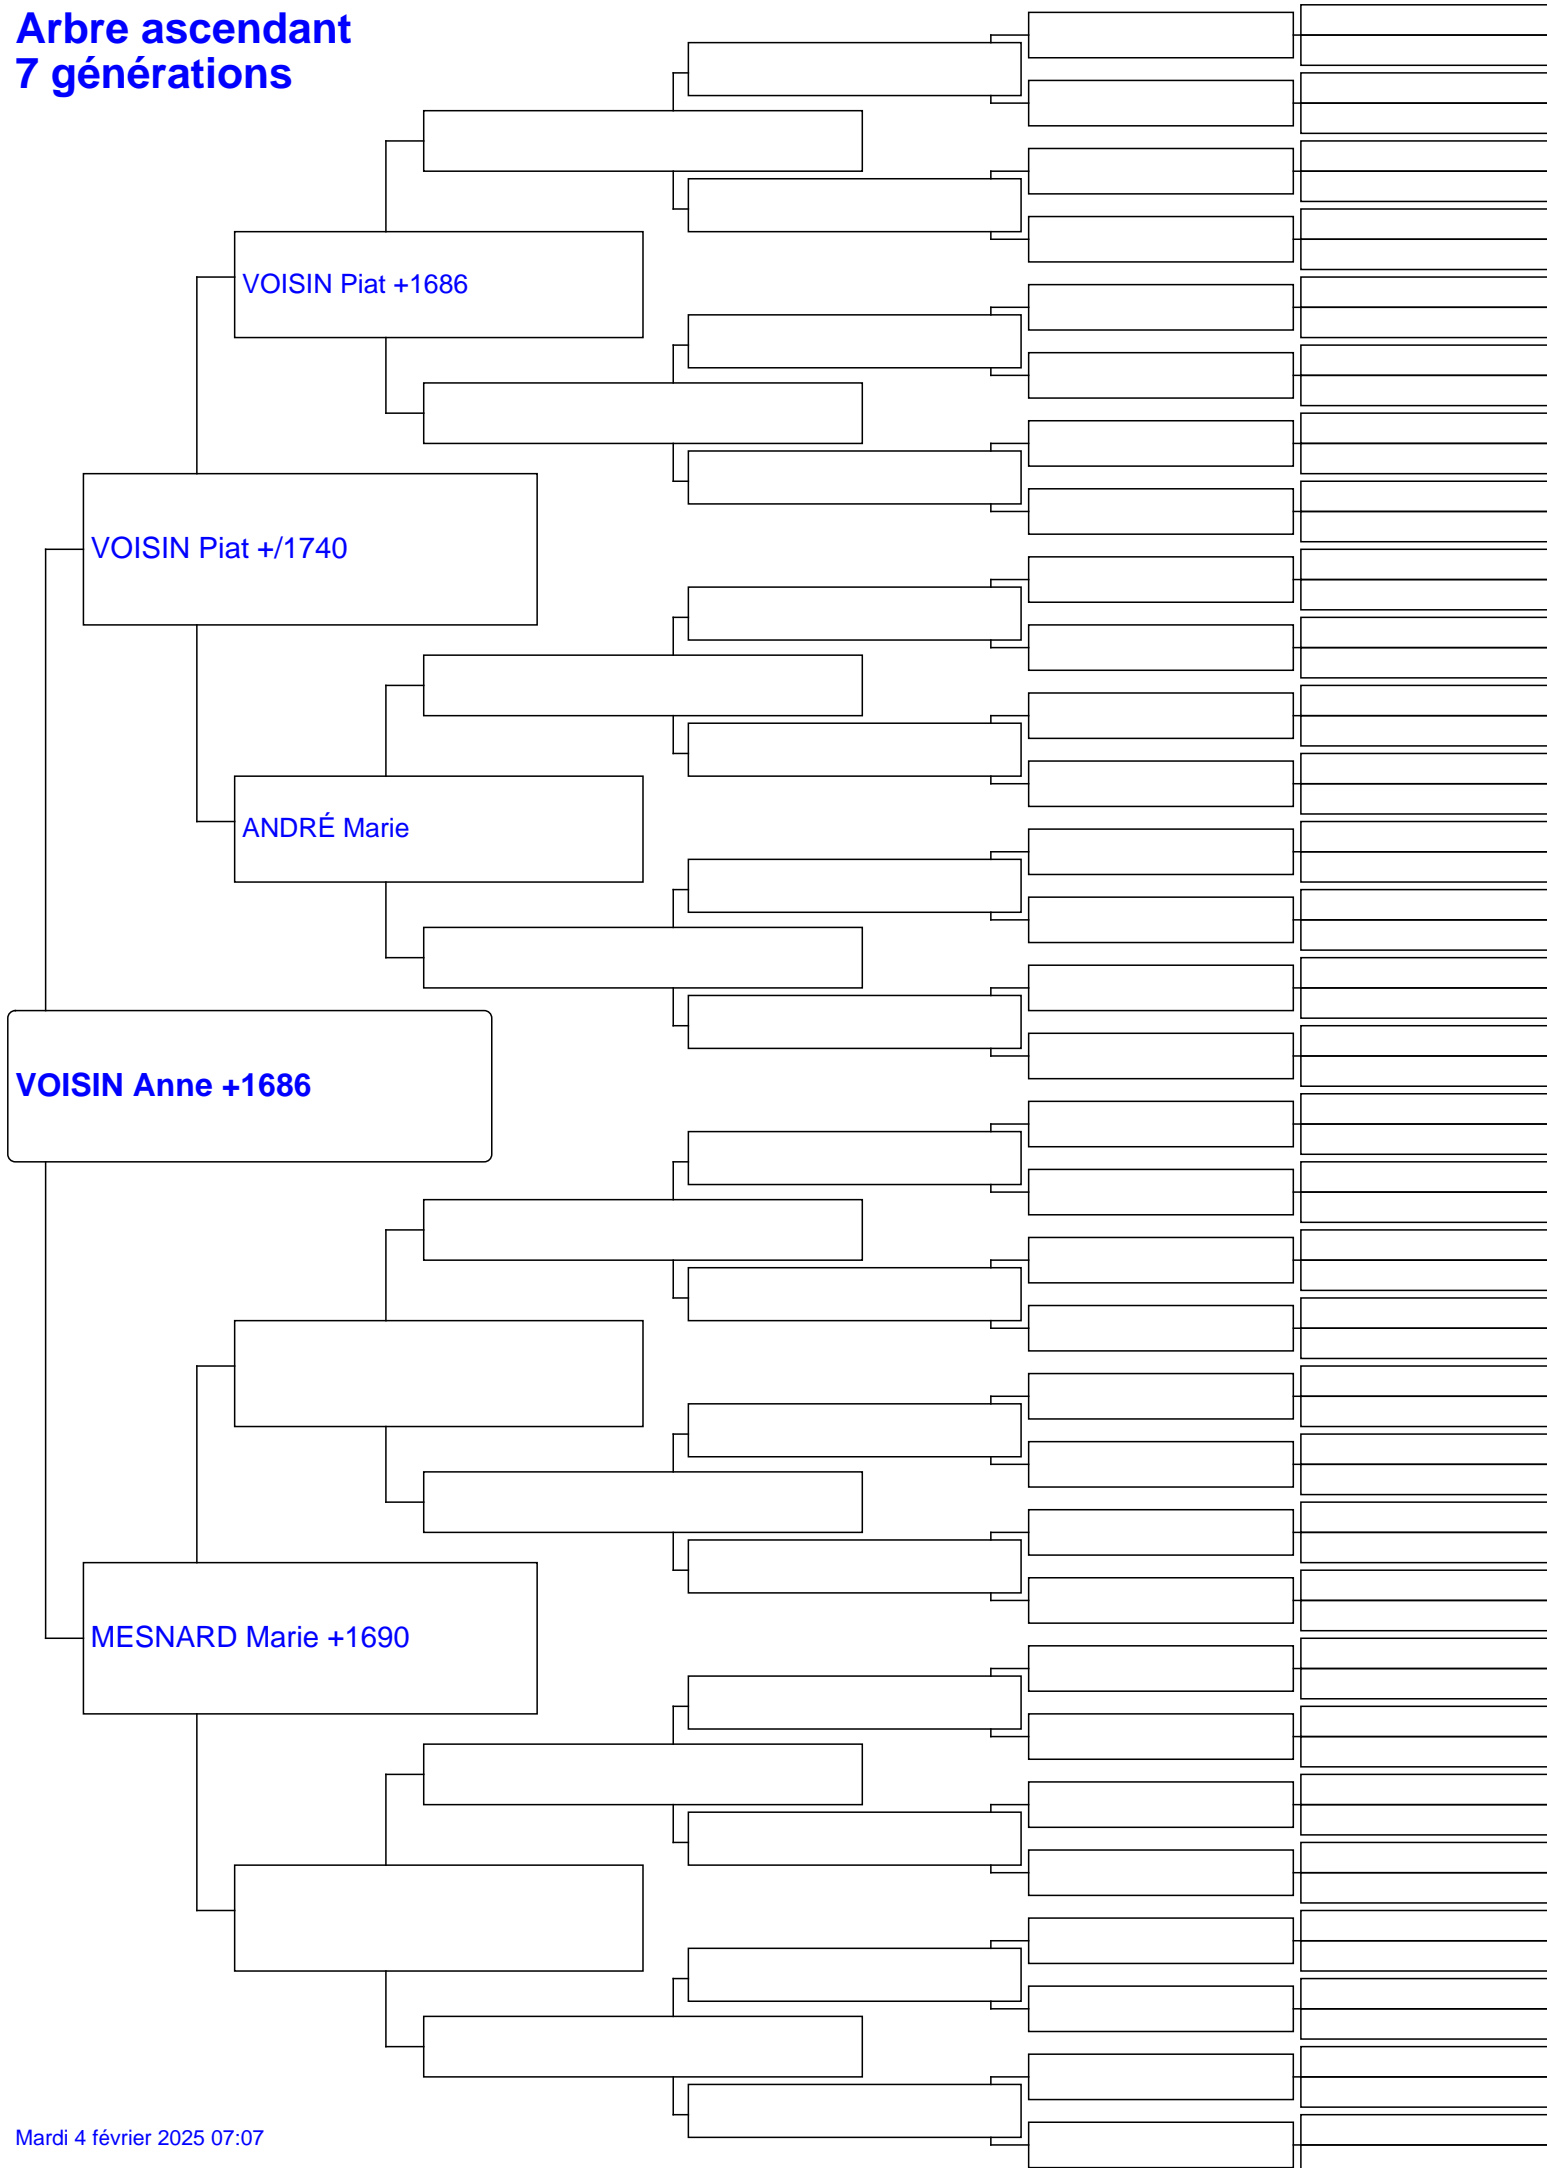 Arbre ascendant
7 générations
VOISIN Piat +1686
VOISIN Piat +/1740
ANDRÉ Marie
VOISIN Anne +1686
MESNARD Marie +1690
Mardi 4 février 2025 07:07